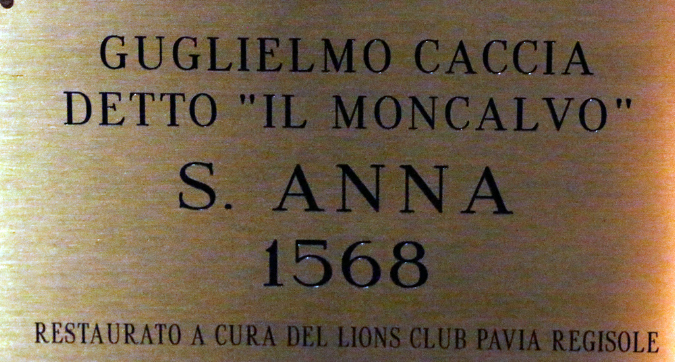 GUGLIELMO CACCIA
DETTO "IL MONCALVO"
S. ANNA
1568
RESTAURATO A CURA DEL LIONS CLUB PAVIA REGISOLE